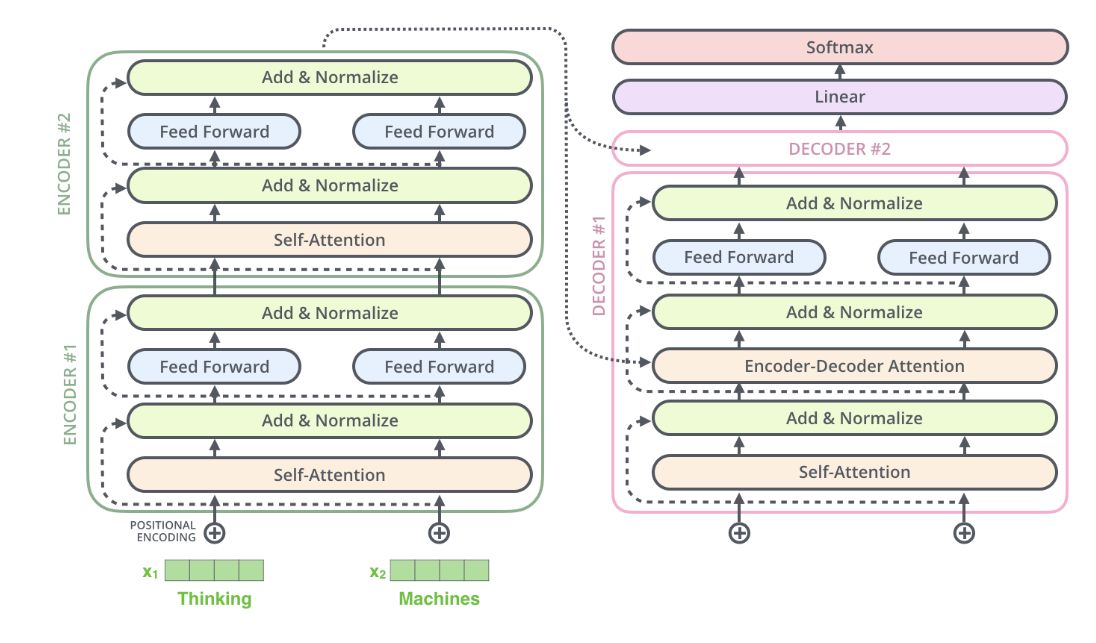 ENCODER #2
Add & Normalize
Feed Forward
Feed Forward
Add & Normalize
Self-Attention
ENCODER #1
Add & Normalize
Feed Forward
Feed Forward
Add & Normalize
Self-Attention
POSITIONAL
ENCODING
x₁
x₂
Thinking
Machines
Softmax
Linear
DECODER #2
DECODER #1
Add & Normalize
Feed Forward
Feed Forward
Add & Normalize
Encoder-Decoder Attention
Add & Normalize
Self-Attention